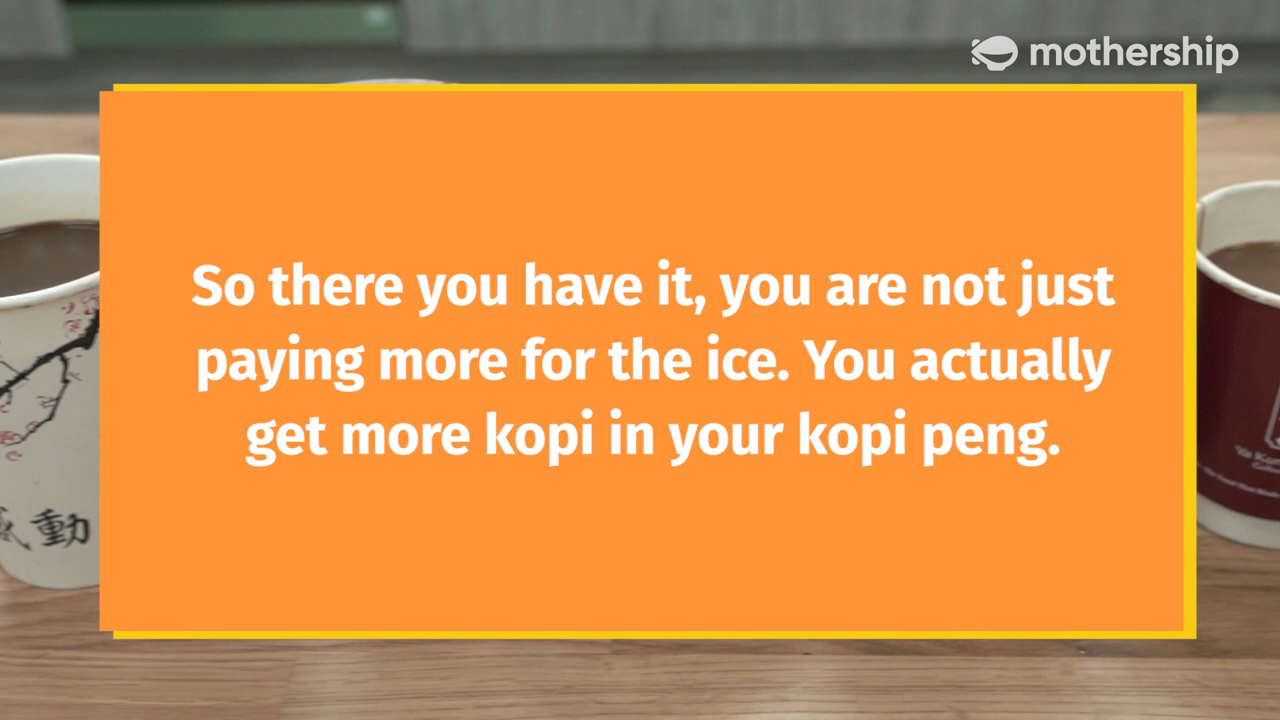 mothership
So there you have it, you are not just
paying more for the ice. You actually
get more kopi in your kopi peng.
動